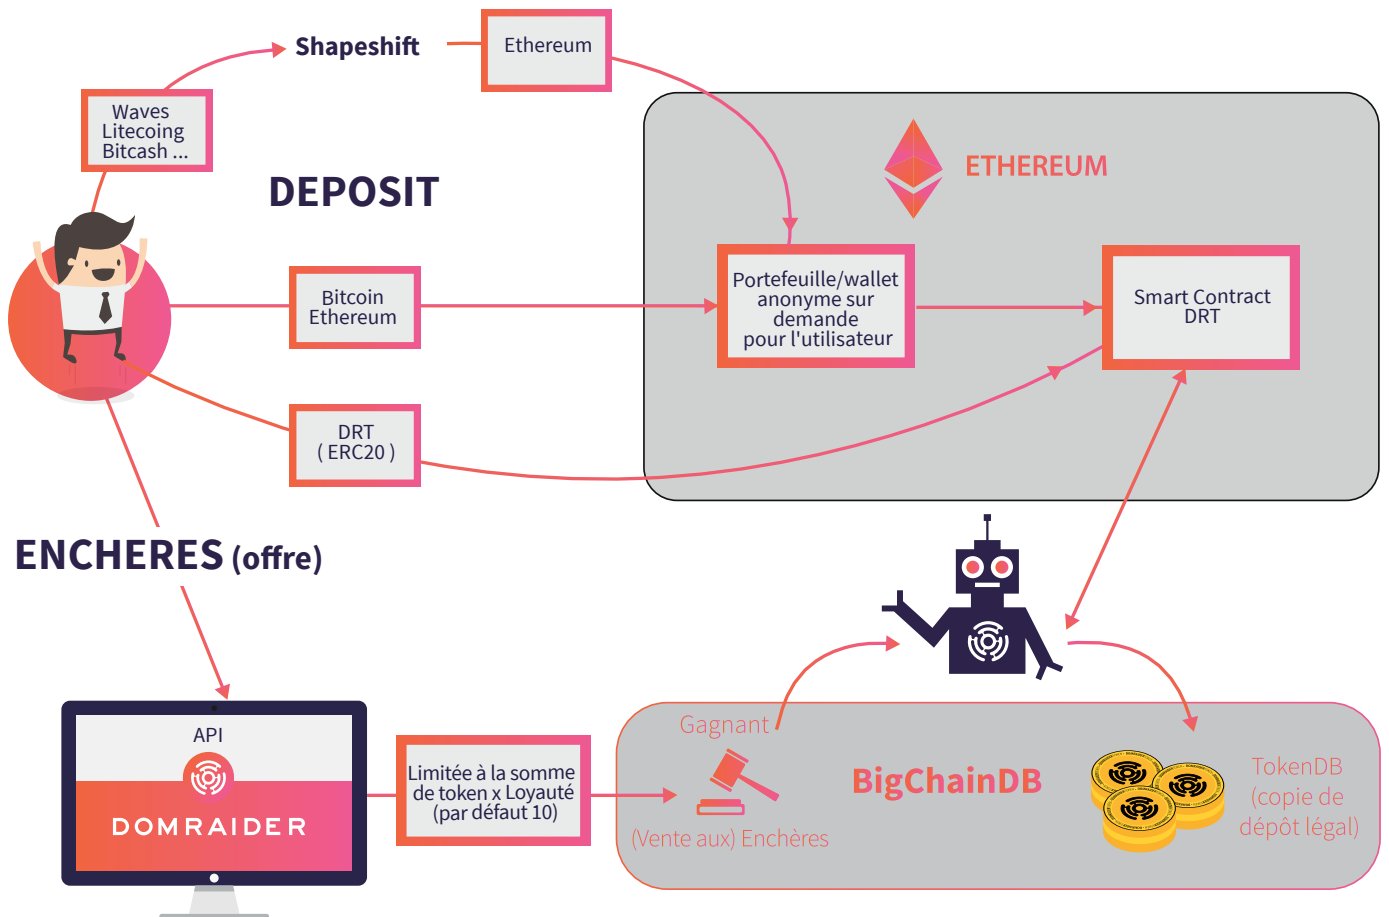 Shapeshift
Ethereum
Waves
Litecoing
Bitcash ...
DEPOSIT
ETHEREUM
Bitcoin
Ethereum
Portefeuille/wallet
anonyme sur
demande
pour l'utilisateur
Smart Contract
DRT
DRT
( ERC20 )
ENCHERES (offre)
API
DOMRAIDER
Limitée à la somme
de token x Loyauté
(par défaut 10)
Gagnant
(Vente aux) Enchères
BigChainDB
TokenDB
(copie de
dépôt légal)